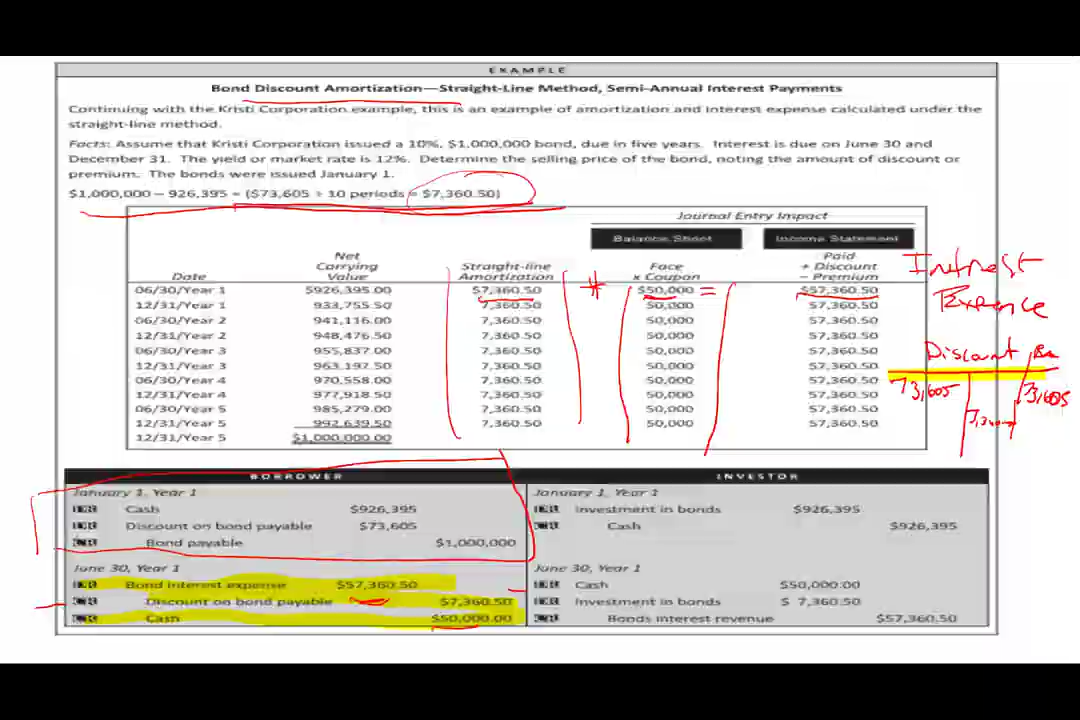 EXAMPLE
Bond Discount Amortization—Straight-Line Method, Semi-Annual Interest Payments
Continuing with the Kristi Corporation example, this is an example of amortization and interest expense calculated under the
straight-line method.
Facts: Assume that Kristi Corporation issued a 10%, $1,000,000 bond, due in five years. Interest is due on June 30 and
December 31. The yield or market rate is 12%. Determine the selling price of the bond, noting the amount of discount or
premium. The bonds were issued January 1.
$1,000,000 – 926,395 = ($73,605 ÷ 10 periods = $7,360.50)
Journal Entry Impact
Balance Sheet Income Statement
Date Net Carrying Value Straight-line Amortization Face x Coupon Paid + Discount – Premium
06/30/Year 1 $926,395.00 $7,360.50 $50,000 = $57,360.50
12/31/Year 1 933,755.50 7,360.50 50,000 57,360.50
06/30/Year 2 941,116.00 7,360.50 50,000 57,360.50
12/31/Year 2 948,476.50 7,360.50 50,000 57,360.50
06/30/Year 3 955,837.00 7,360.50 50,000 57,360.50
12/31/Year 3 963,197.50 7,360.50 50,000 57,360.50
06/30/Year 4 970,558.00 7,360.50 50,000 57,360.50
12/31/Year 4 977,918.50 7,360.50 50,000 57,360.50
06/30/Year 5 985,279.00 7,360.50 50,000 57,360.50
12/31/Year 5 992,639.50 7,360.50 50,000 57,360.50
12/31/Year 5 $1,000,000.00
Interest
Expense
Discount
73,605 73,605
BORROWER
January 1, Year 1
Cash $926,395
Discount on bond payable $73,605
Bond payable $1,000,000
June 30, Year 1
Bond interest expense $57,360.50
Discount on bond payable $7,360.50
Cash $50,000.00
INVESTOR
January 1, Year 1
Investment in bonds $926,395
Cash $926,395
June 30, Year 1
Cash $50,000.00
Investment in bonds $ 7,360.50
Bonds interest revenue $57,360.50